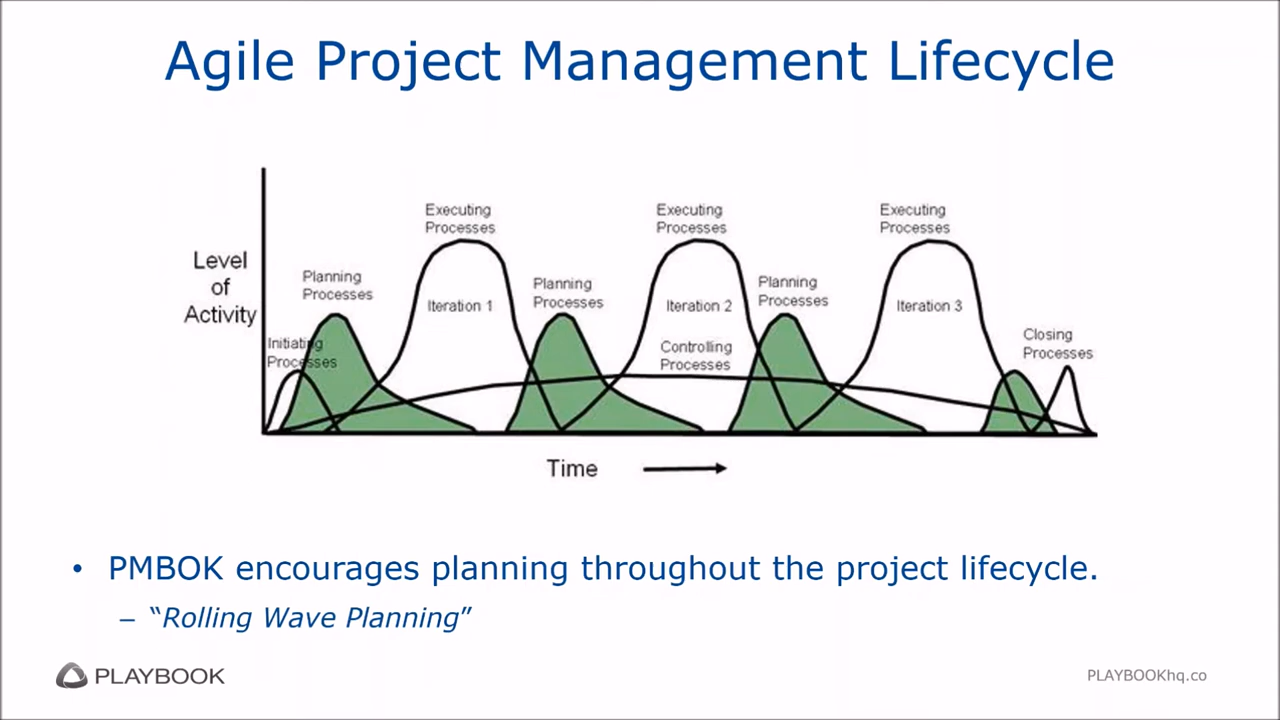 Agile Project Management Lifecycle
Executing
Processes
Executing
Processes
Executing
Processes
Level
of
Activity
Planning
Processes
Planning
Processes
Planning
Processes
Iteration 1
Iteration 2
Iteration 3
Initiating
Processes
Controlling
Processes
Closing
Processes
Time
• PMBOK encourages planning throughout the project lifecycle.
– “Rolling Wave Planning”
PLAYBOOK
PLAYBOOKhq.co